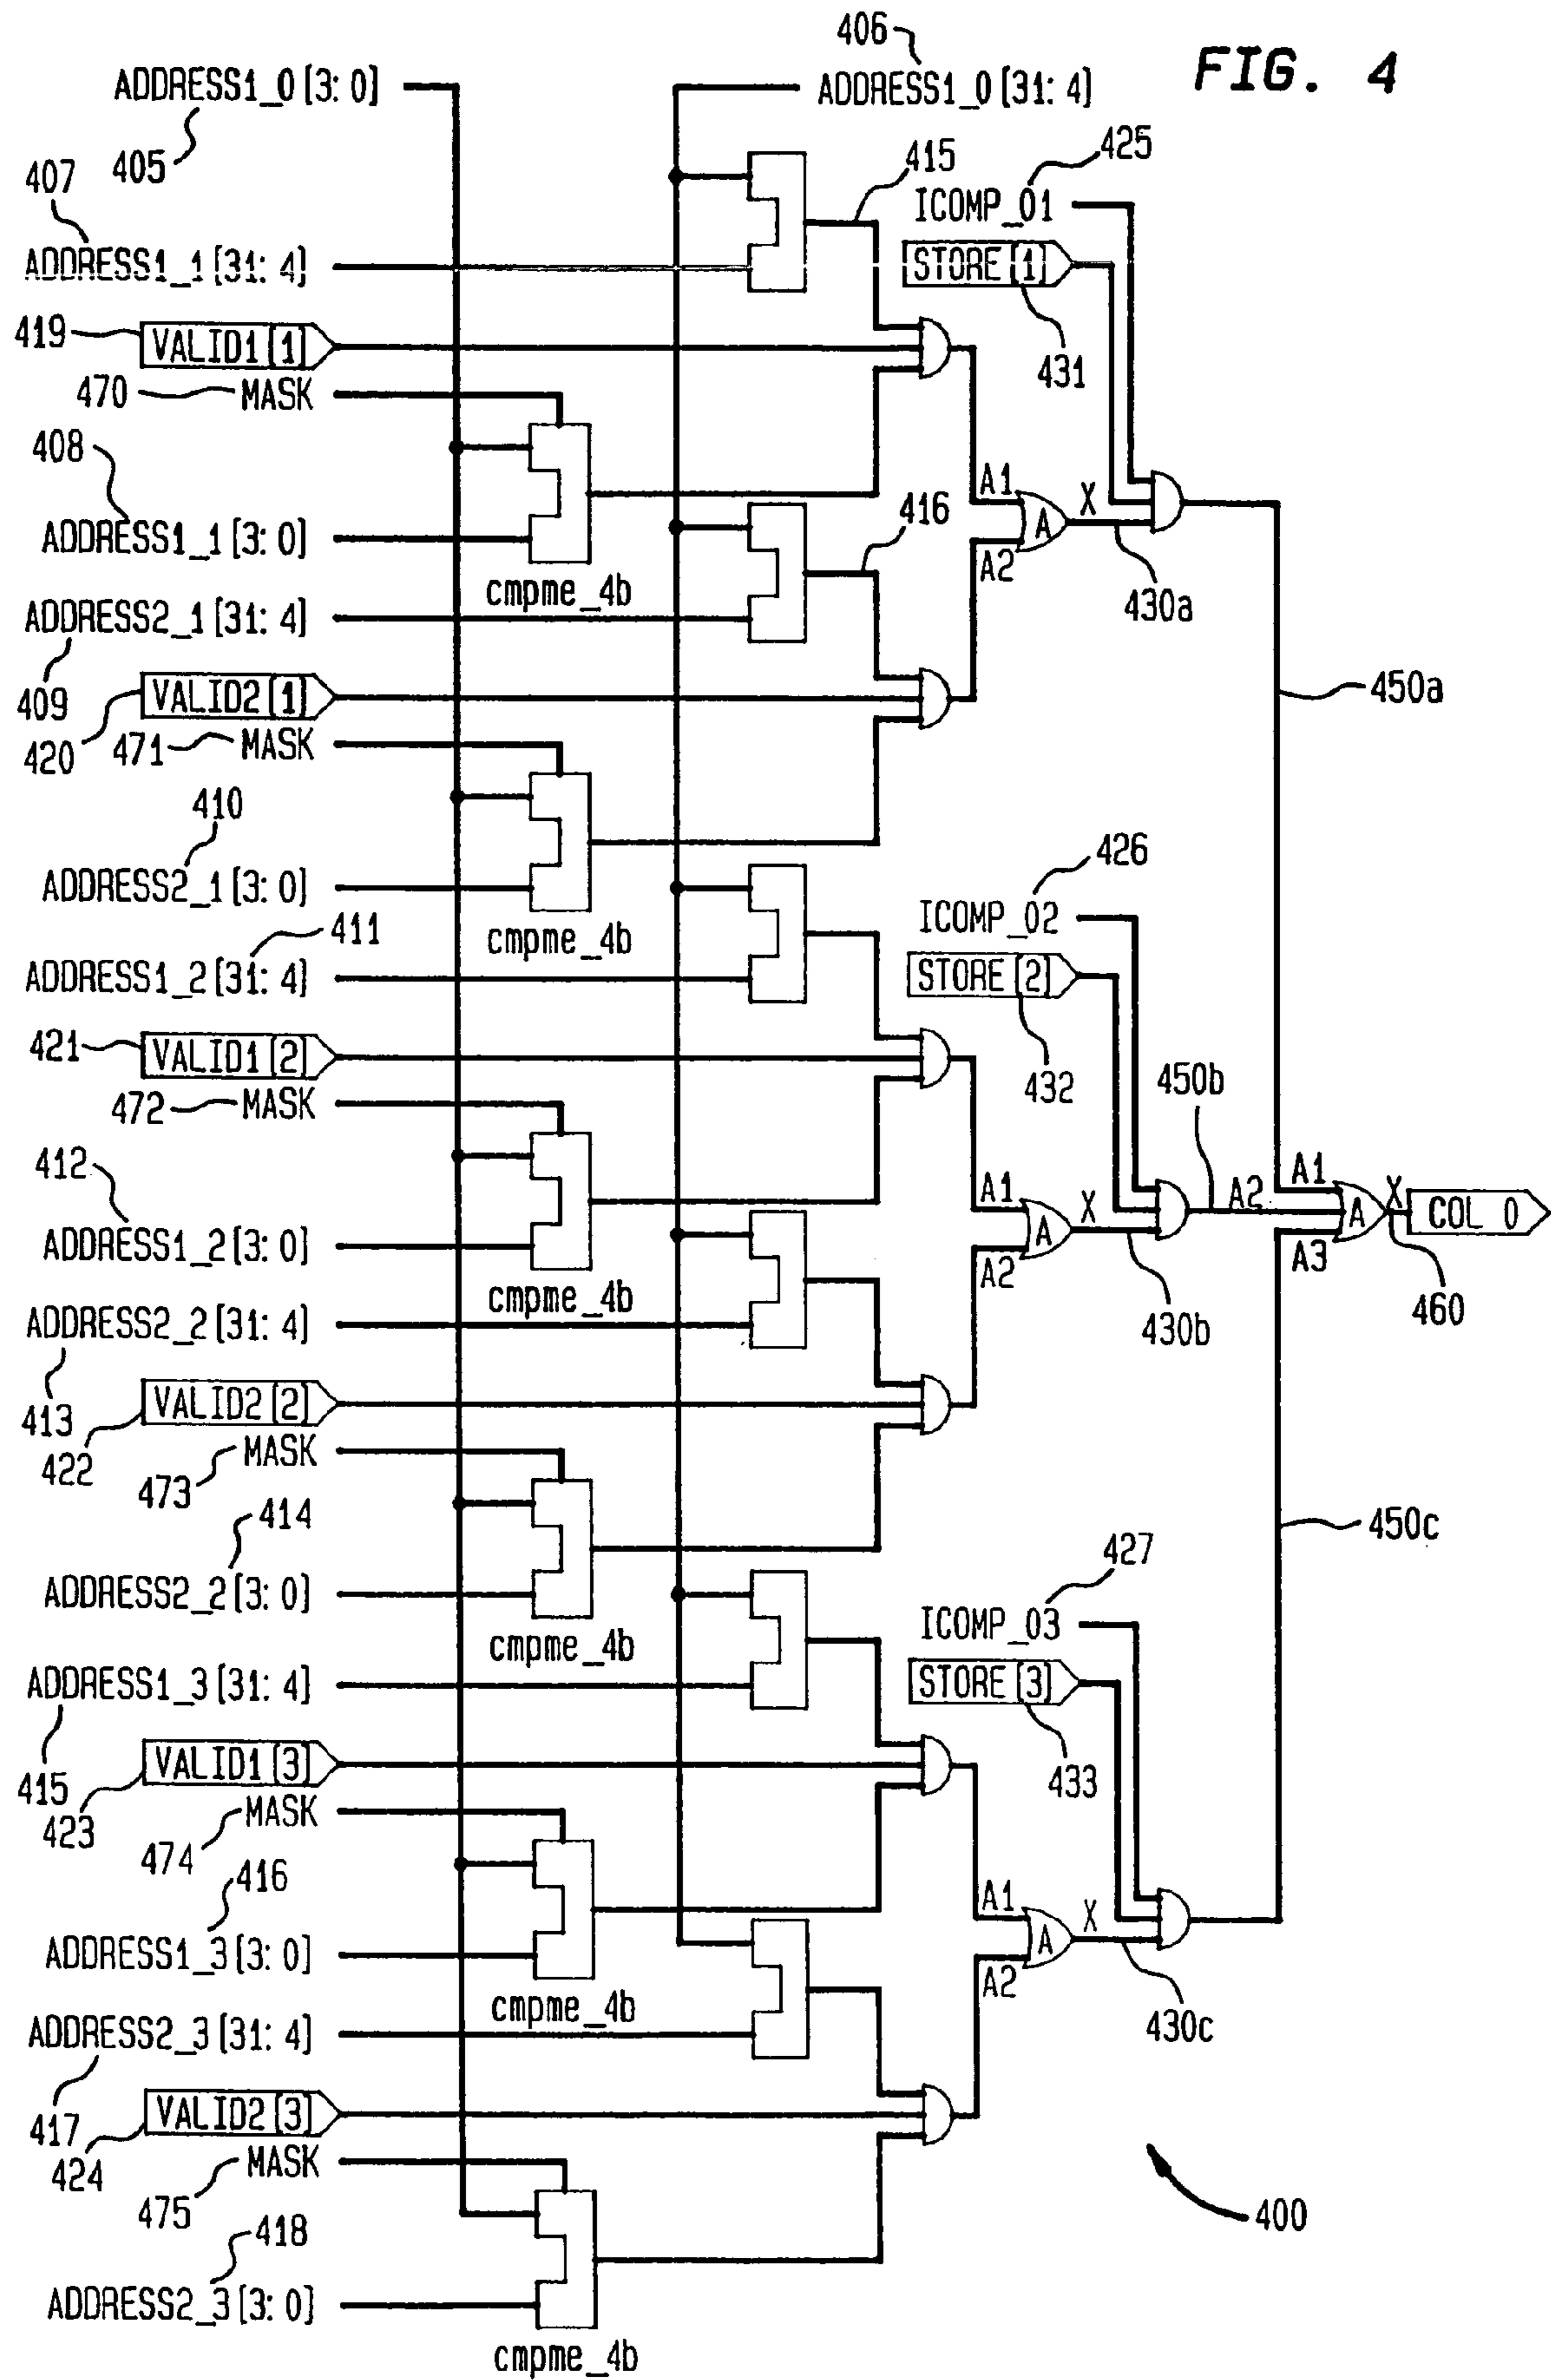 FIG. 4
406
ADDRESS1_0 [3: 0]
ADDRESS1_0 [31: 4]
405
407
415
425
ICOMP_01
ADDRESS1_1 [31: 4]
STORE [1]
419
VALID1 [1]
431
470
MASK
408
A1
X
416
A
ADDRESS1_1 [3: 0]
A2
cmpme_4b
430a
ADDRESS2_1 [31: 4]
409
VALID2 [1]
450a
420
471
MASK
410
426
ADDRESS2_1 [3: 0]
ICOMP_02
411
cmpme_4b
ADDRESS1_2 [31: 4]
STORE [2]
421
VALID1 [2]
432
450b
472
MASK
412
A1
A1
X
A2
X
A
A
COL 0
ADDRESS1_2 [3: 0]
A2
A3
cmpme_4b
460
ADDRESS2_2 [31: 4]
430b
413
VALID2 [2]
422
MASK
473
414
450c
427
ADDRESS2_2 [3: 0]
ICOMP_03
cmpme_4b
ADDRESS1_3 [31: 4]
STORE [3]
415
VALID1 [3]
433
423
MASK
474
416
A1
X
A
ADDRESS1_3 [3: 0]
A2
cmpme_4b
ADDRESS2_3 [31: 4]
430c
417
VALID2 [3]
424
MASK
475
400
418
ADDRESS2_3 [3: 0]
cmpme_4b